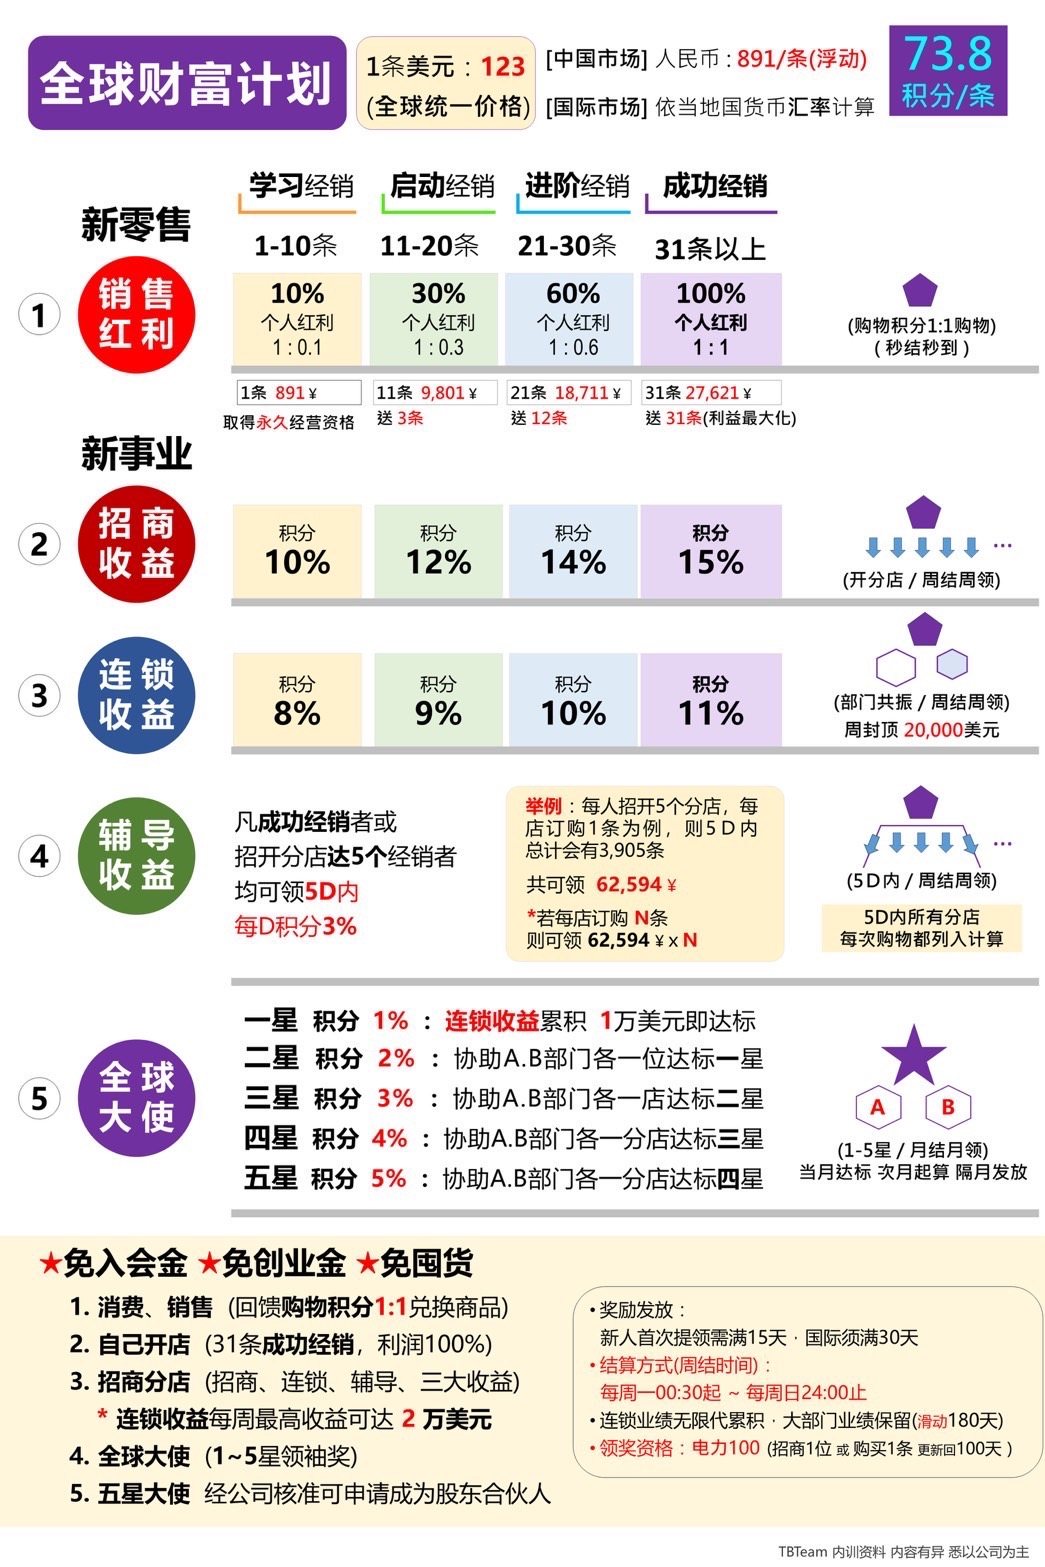 全球财富计划
1条美元：123
(全球统一价格)
[中国市场] 人民币：891/条(浮动)
[国际市场] 依当地国货币汇率计算
73.8
积分/条
新零售
学习经销
启动经销
进阶经销
成功经销
1-10条
11-20条
21-30条
31条以上
1
销售
红利
10%
个人红利
1 : 0.1
30%
个人红利
1 : 0.3
60%
个人红利
1 : 0.6
100%
个人红利
1 : 1
(购物积分1:1购物)
( 秒结秒到 )
1条 891 ¥
取得永久经营资格
11条 9,801 ¥
送 3条
21条 18,711 ¥
送 12条
31条 27,621 ¥
送 31条(利益最大化)
新事业
2
招商
收益
积分
10%
积分
12%
积分
14%
积分
15%
...
(开分店 / 周结周领)
3
连锁
收益
积分
8%
积分
9%
积分
10%
积分
11%
(部门共振 / 周结周领)
周封顶 20,000美元
4
辅导
收益
凡成功经销者或
招开分店达5个经销者
均可领5D内
每D积分3%
举例：每人招开5个分店，每
店订购1条为例，则5D内
总计会有3,905条
共可领 62,594 ¥
*若每店订购 N条
则可领 62,594 ¥ x N
...
(5D内 / 周结周领)
5D内所有分店
每次购物都列入计算
5
全球
大使
一星 积分 1% ：连锁收益累积 1万美元即达标
二星 积分 2% ：协助A.B部门各一位达标一星
三星 积分 3% ：协助A.B部门各一店达标二星
四星 积分 4% ：协助A.B部门各一分店达标三星
五星 积分 5% ：协助A.B部门各一分店达标四星
A
B
(1-5星 / 月结月领)
当月达标 次月起算 隔月发放
★免入会金 ★免创业金 ★免囤货
1. 消费、销售 (回馈购物积分1:1兑换商品)
2. 自己开店 (31条成功经销，利润100%)
3. 招商分店 (招商、连锁、辅导、三大收益)
* 连锁收益每周最高收益可达 2 万美元
4. 全球大使 (1~5星领袖奖)
5. 五星大使 经公司核准可申请成为股东合伙人
• 奖励发放：
新人首次提领需满15天 · 国际须满30天
• 结算方式(周结时间)：
每周一00:30起 ~ 每周日24:00止
• 连锁业绩无限代累积 · 大部门业绩保留(滑动180天)
• 领奖资格：电力100 (招商1位 或 购买1条 更新回100天 )
TBTeam 内训资料 内容有异 悉以公司为主